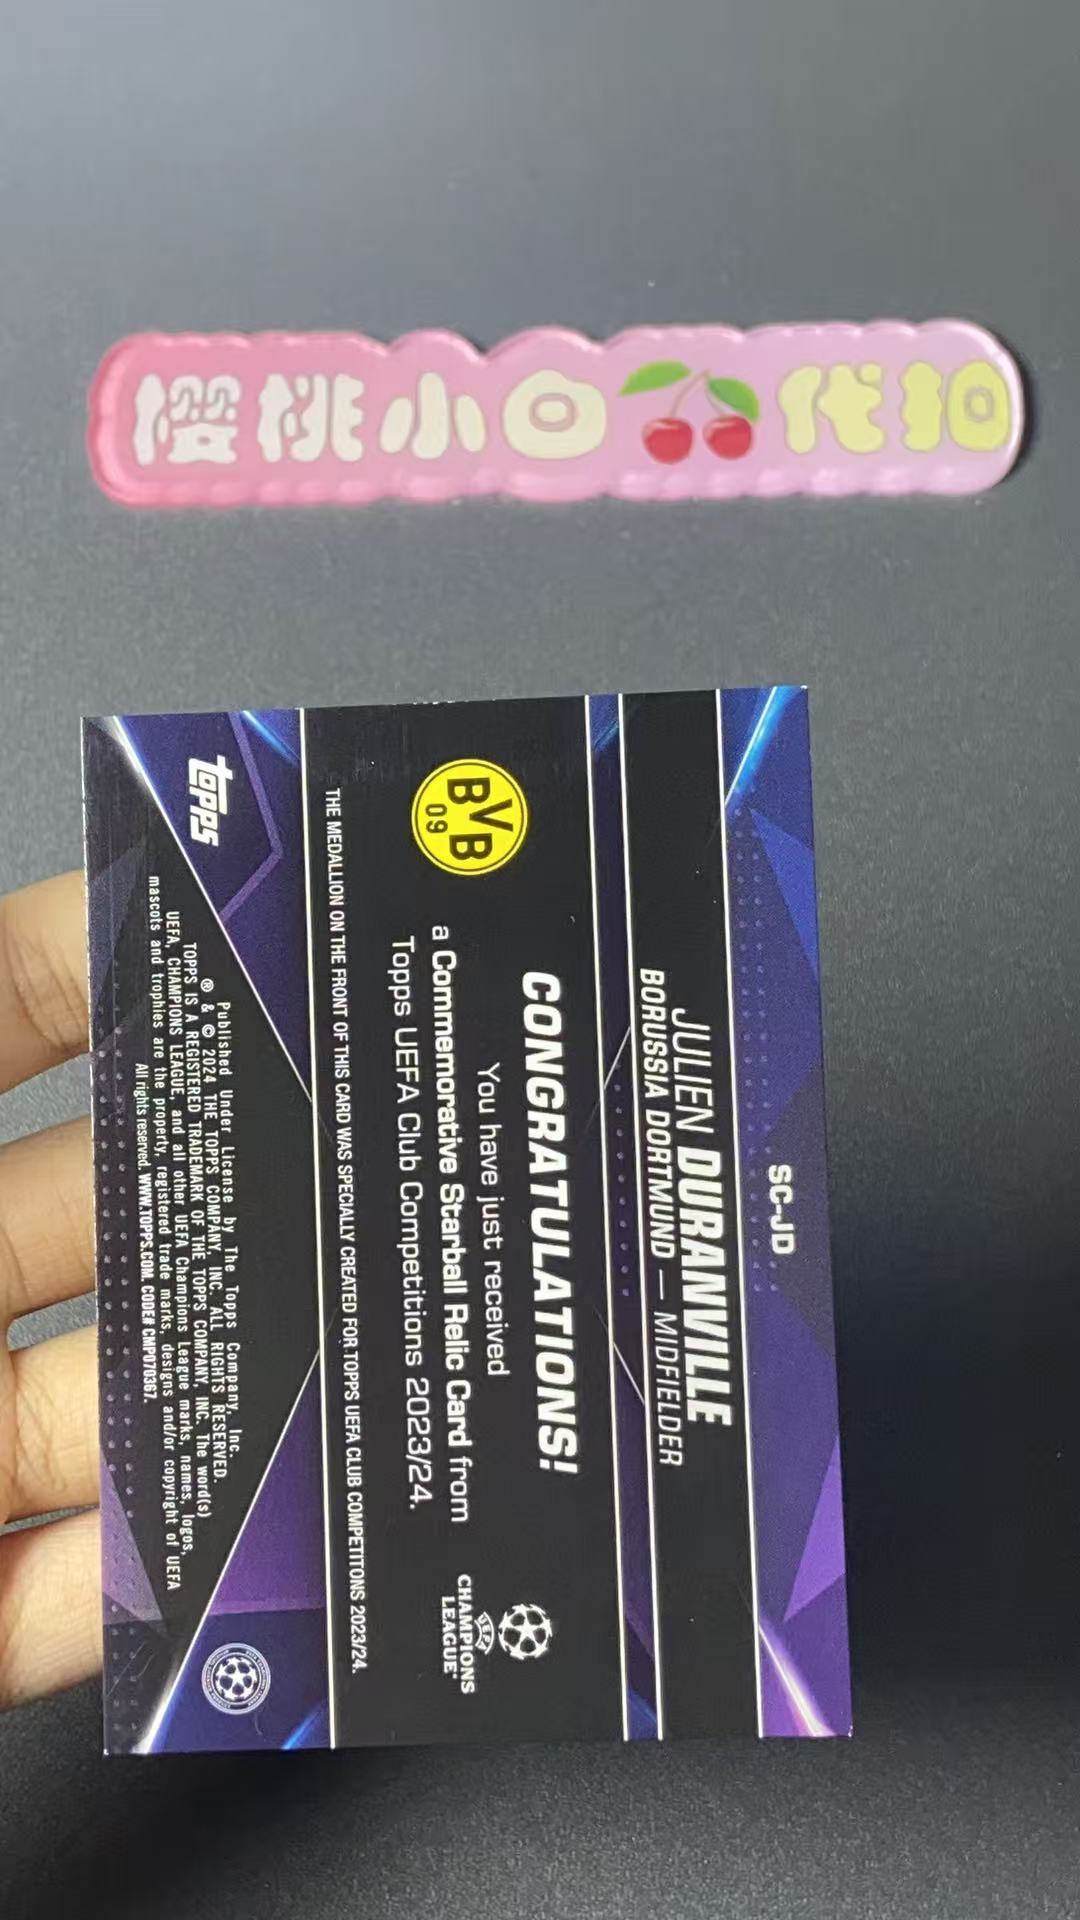 樱桃小口
SC-JD
JULIEN DURANVILLE
BORUSSIA DORTMUND — MIDFIELDER
CONGRATULATIONS!
You have just received
a Commemorative Starball Relic Card from
Topps UEFA Club Competitions 2023/24.
BVB
09
UEFA
CHAMPIONS
LEAGUE
THE MEDALLION ON THE FRONT OF THIS CARD WAS SPECIALLY CREATED FOR TOPPS UEFA CLUB COMPETITONS 2023/24.
topps
Published Under License by The Topps Company, Inc.
® & © 2024 THE TOPPS COMPANY, INC. ALL RIGHTS RESERVED.
TOPPS IS A REGISTERED TRADEMARK OF THE TOPPS COMPANY, INC. The word(s)
UEFA, CHAMPIONS LEAGUE, and all other UEFA Champions League marks, names, logos,
mascots and trophies are the property, registered trade marks, designs and/or copyright of UEFA
All rights reserved. WWW.TOPPS.COM. CODE# CMP070367.